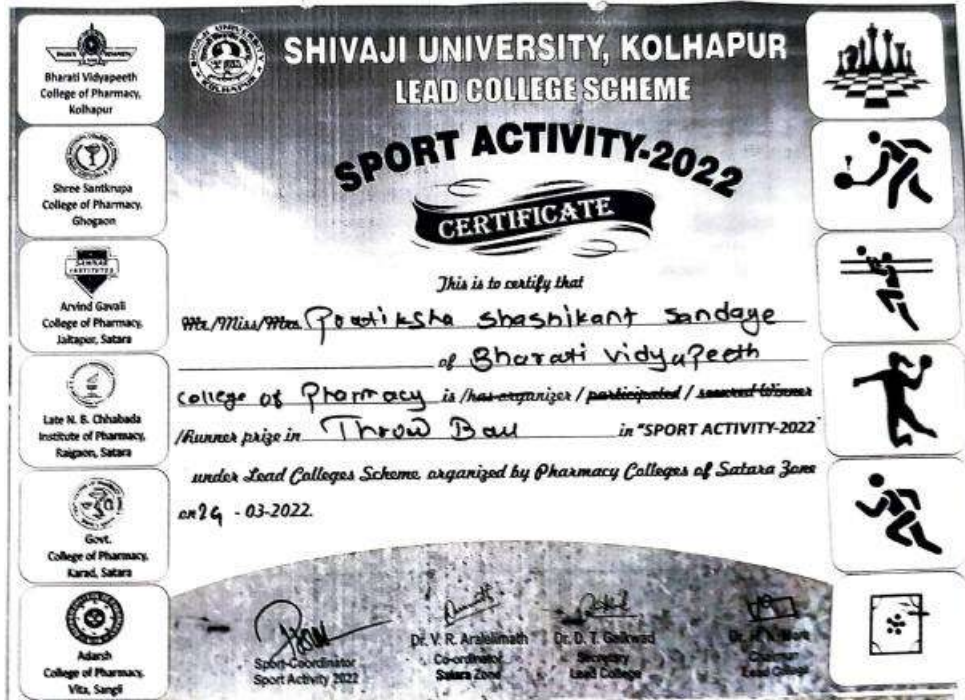 SHIVAJI UNIVERSITY, KOLHAPUR
LEAD COLLEGE SCHEME
SPORT ACTIVITY-2022
CERTIFICATE
This is to certify that
Mr./Miss/Mrs. Pratiksha Shashikant Sandage
of Bharati Vidyapeeth
college of Pharmacy is /has organizer / participated / secured Winner
/Runner prize in Throw Ball in "SPORT ACTIVITY-2022"
under Lead Colleges Scheme organized by Pharmacy Colleges of Satara Zone
on - 03-2022.
Sport-Coordinator
Sport Activity 2022
Dr. V. R. Aralelimath
Co-ordinator
Satara Zone
Dr. D. T. Gaikwad
Secretary
Lead College
Chairman
Lead College
Bharati Vidyapeeth
College of Pharmacy,
Kolhapur
Shree Santkrupa
College of Pharmacy,
Ghogaon
Arvind Gavali
College of Pharmacy,
Jaitapur, Satara
Late N. B. Chhabada
Institute of Pharmacy,
Raigaon, Satara
Govt.
College of Pharmacy,
Karad, Satara
Adarsh
College of Pharmacy,
Vita, Sangli